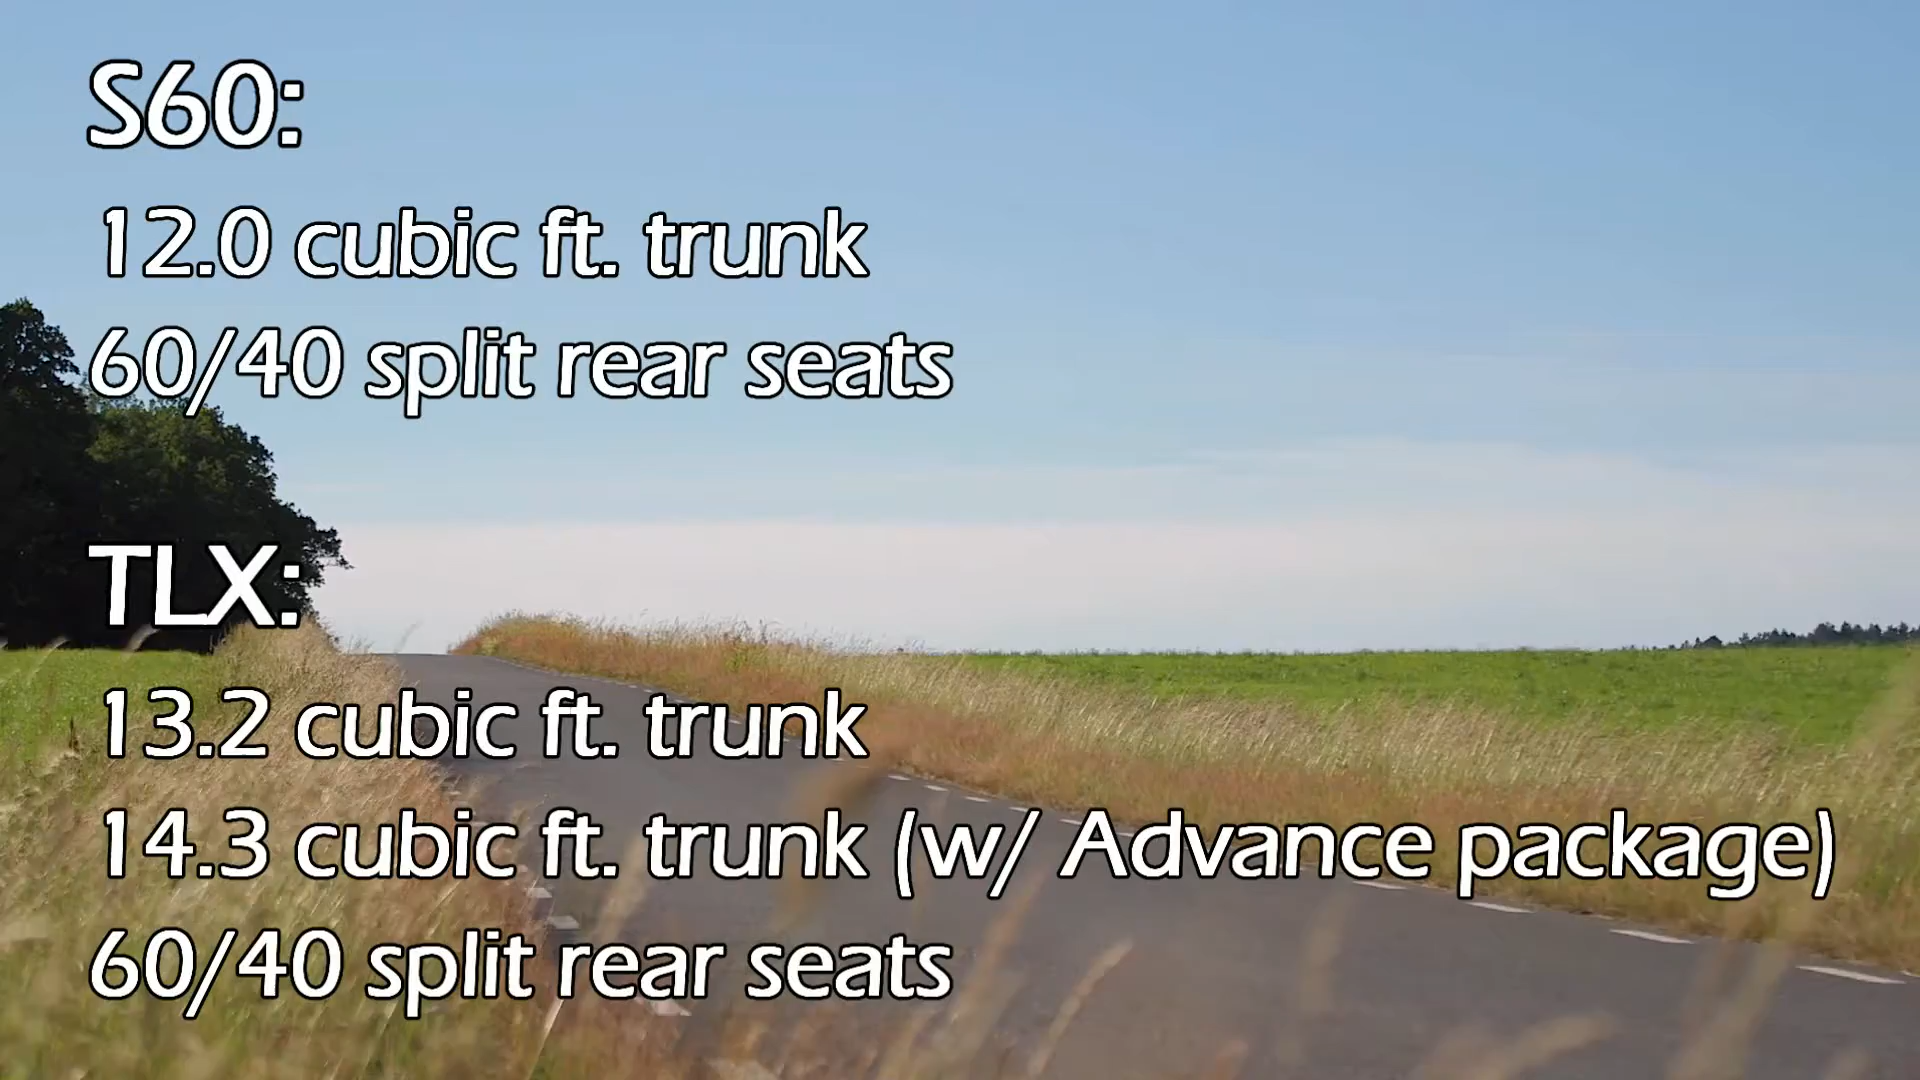 S60:
12.0 cubic ft. trunk
60/40 split rear seats
TLX:
13.2 cubic ft. trunk
14.3 cubic ft. trunk (w/ Advance package)
60/40 split rear seats